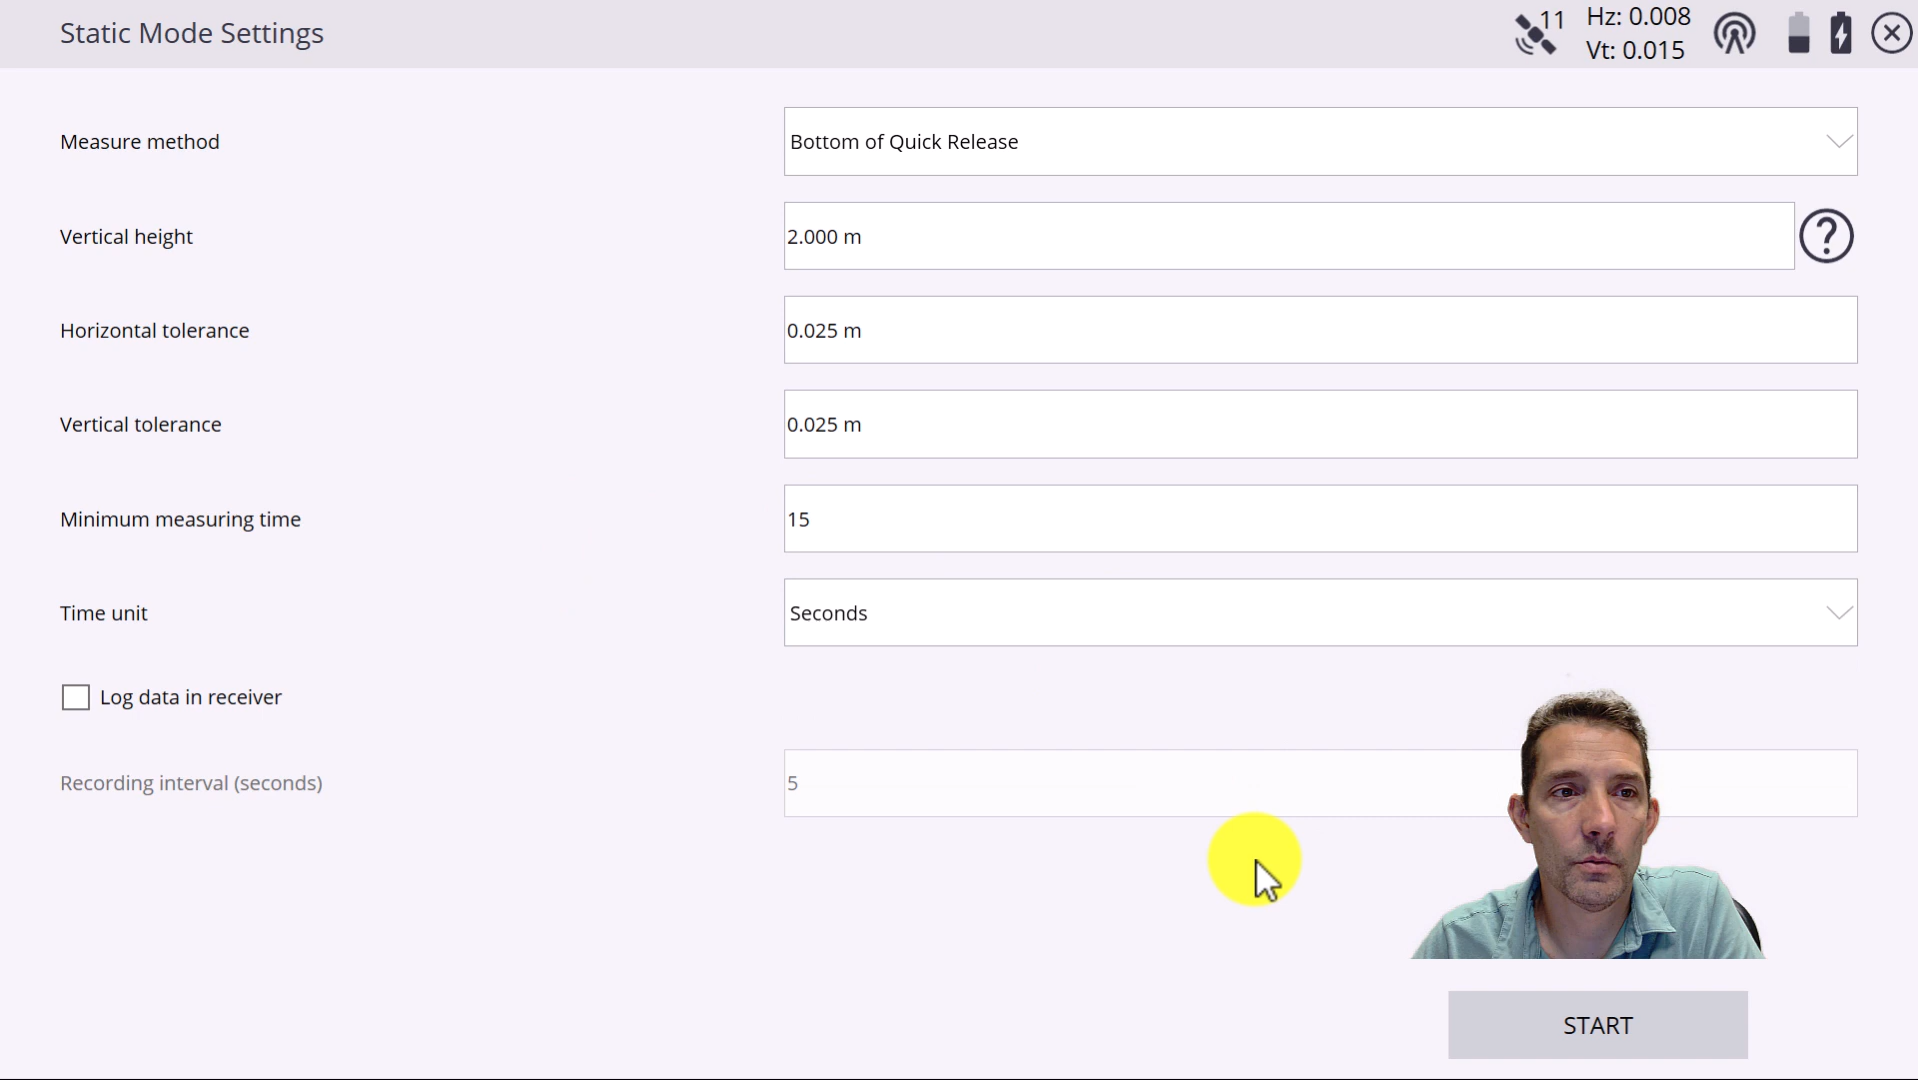 Static Mode Settings
11
Hz: 0.008
Vt: 0.015
Measure method
Bottom of Quick Release
Vertical height
2.000 m
?
Horizontal tolerance
0.025 m
Vertical tolerance
0.025 m
Minimum measuring time
15
Time unit
Seconds
Log data in receiver
Recording interval (seconds)
5
START